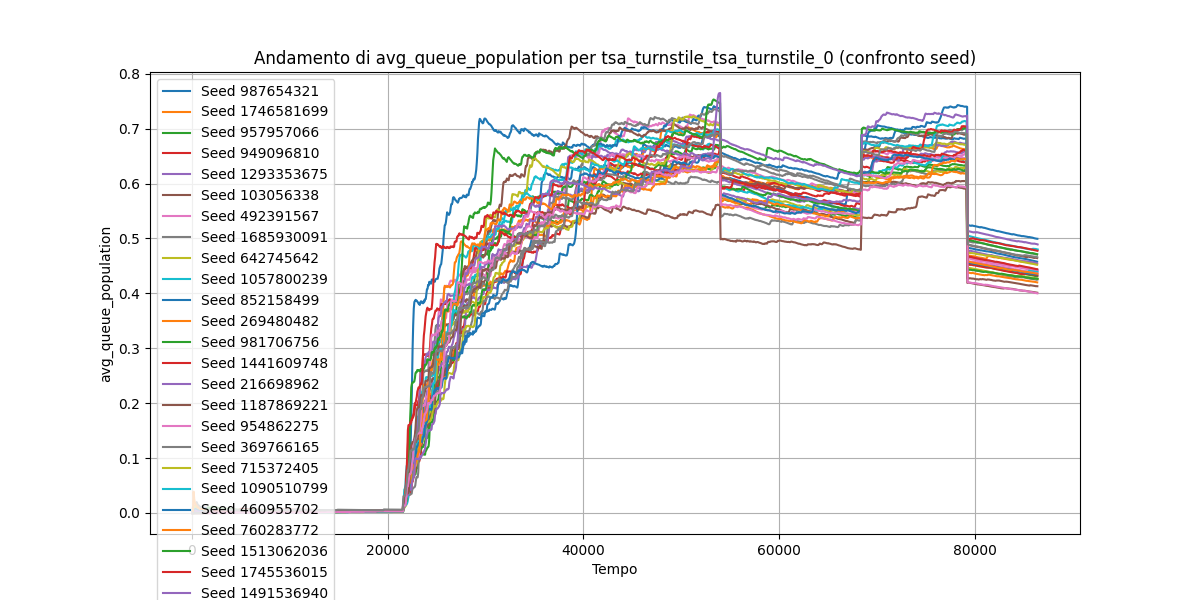 Andamento di avg_queue_population per tsa_turnstile_tsa_turnstile_0 (confronto seed)
0.8
0.7
0.6
0.5
0.4
0.3
0.2
0.1
0.0
avg_queue_population
Seed 987654321
Seed 1746581699
Seed 957957066
Seed 949096810
Seed 1293353675
Seed 103056338
Seed 492391567
Seed 1685930091
Seed 642745642
Seed 1057800239
Seed 852158499
Seed 269480482
Seed 981706756
Seed 1441609748
Seed 216698962
Seed 1187869221
Seed 954862275
Seed 369766165
Seed 715372405
Seed 1090510799
Seed 460955702
Seed 760283772
Seed 1513062036
Seed 1745536015
Seed 1491536940
0
20000
40000
60000
80000
Tempo